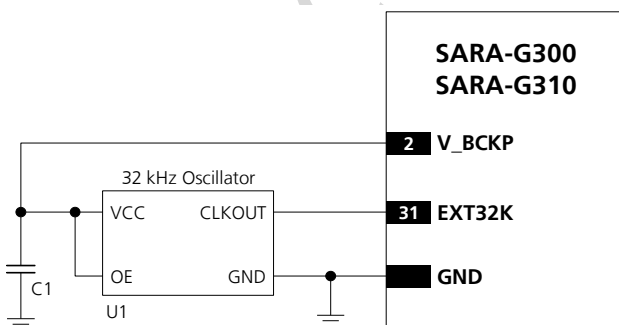 SARA-G300
SARA-G310
2 V_BCKP
32 kHz Oscillator
VCC CLKOUT 31 EXT32K
OE GND GND
C1
U1